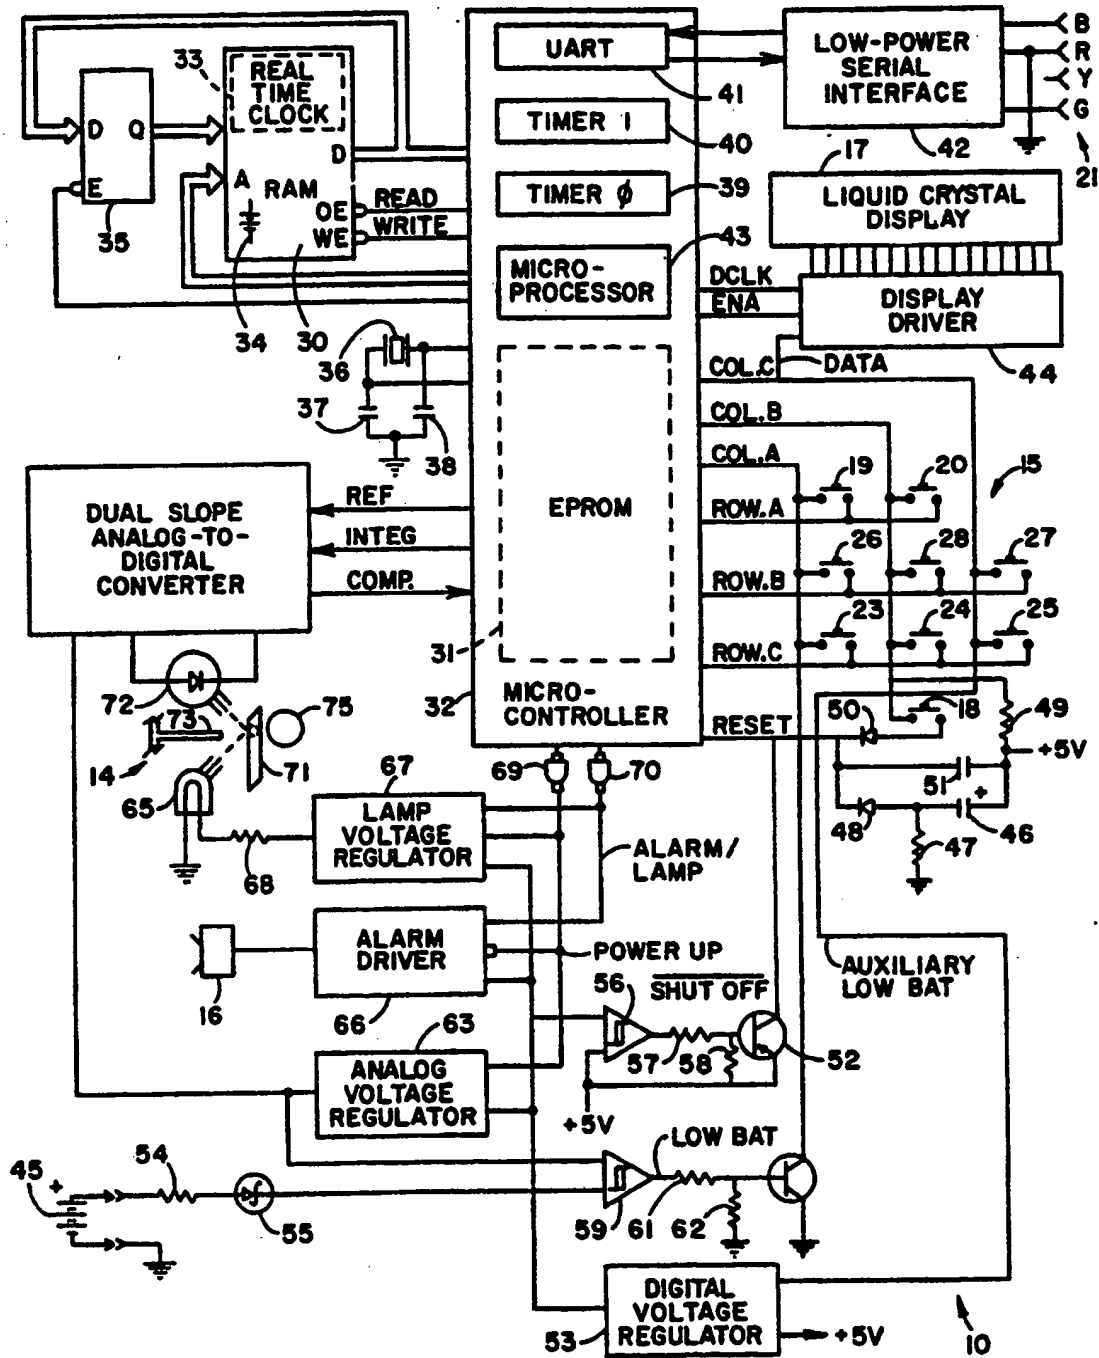 UART
41
TIMER 1
40
TIMER ϕ
39
MICRO-
PROCESSOR
43
LOW-POWER
SERIAL
INTERFACE
42
B
R
Y
G
21
33
REAL
TIME
CLOCK
D
Q
E
35
D
A
RAM
OE
READ
WE
WRITE
34
30
17
LIQUID CRYSTAL
DISPLAY
DCLK
ENA
DISPLAY
DRIVER
44
DATA
COL.C
COL.B
COL.A
ROW.A
ROW.B
ROW.C
36
37
38
19
20
15
26
28
27
23
24
25
EPROM
31
32
MICRO-
CONTROLLER
DUAL SLOPE
ANALOG-TO-
DIGITAL
CONVERTER
REF
INTEG
COMP.
72
73
75
14
71
65
68
RESET
50
18
49
+5V
51
+
48
46
47
69
70
67
LAMP
VOLTAGE
REGULATOR
ALARM/
LAMP
ALARM
DRIVER
16
66
POWER UP
AUXILIARY
LOW BAT
SHUT OFF
56
57
58
52
+5V
63
ANALOG
VOLTAGE
REGULATOR
LOW BAT
45
+
54
55
59
61
62
DIGITAL
VOLTAGE
REGULATOR
53
+5V
10